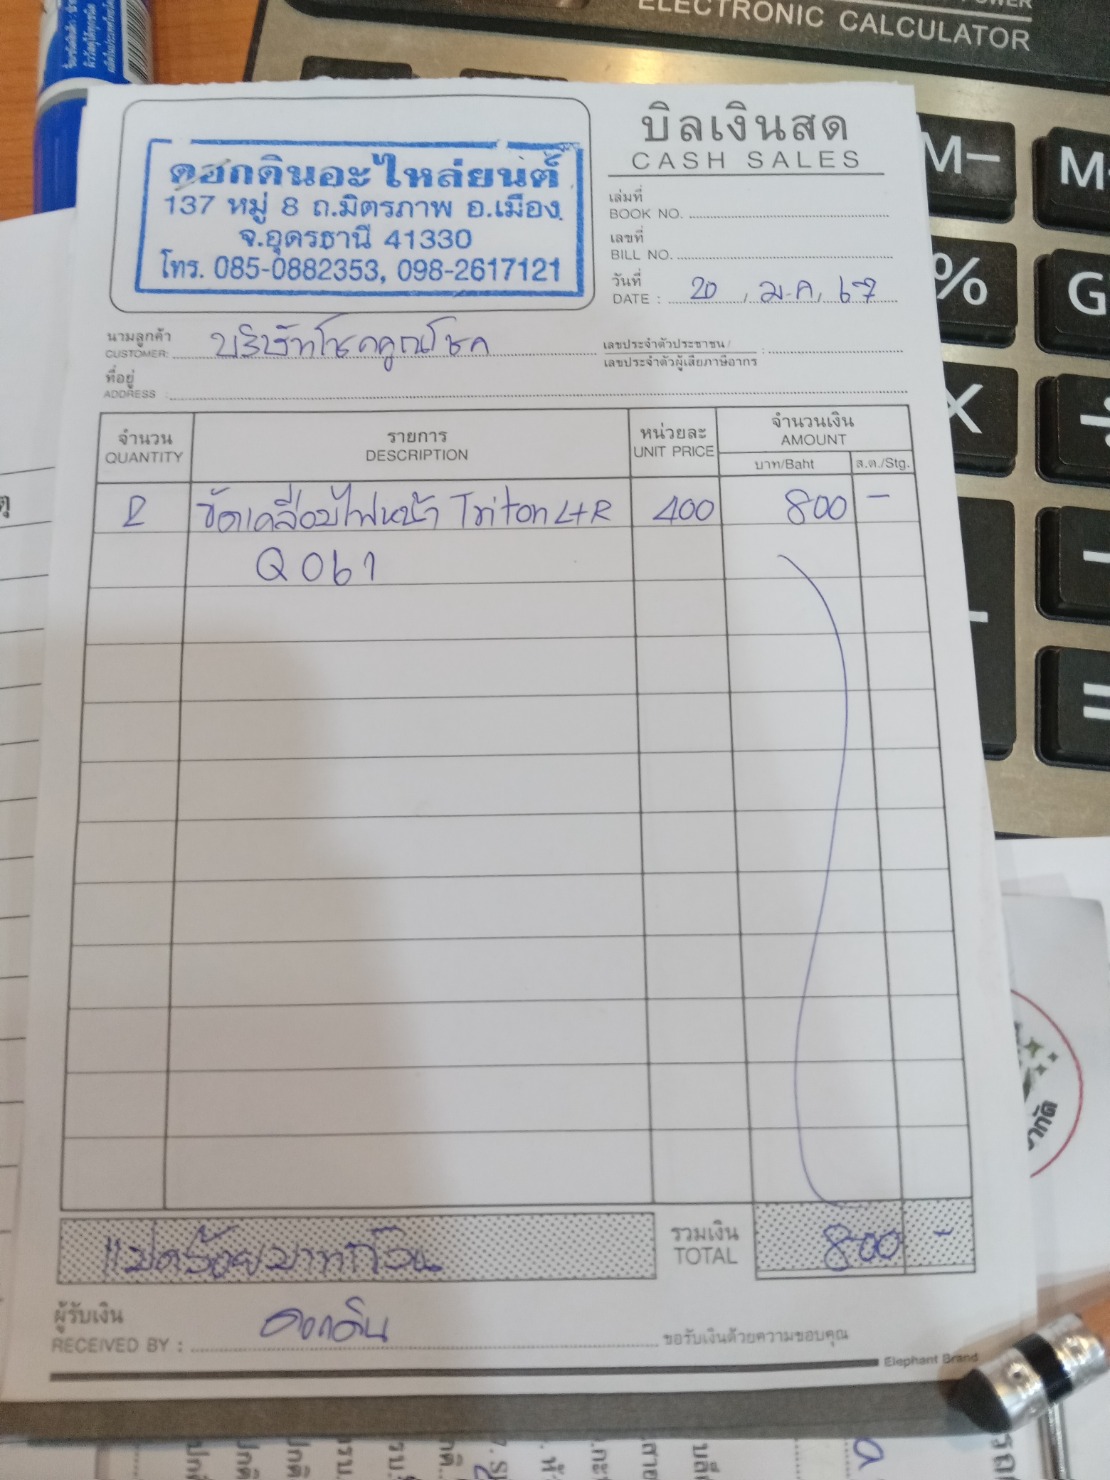 ELECTRONIC CALCULATOR
บิลเงินสด
CASH SALES
ดอกดินอะไหล่ยนต์
137 หมู่ 8 ถ.มิตรภาพ อ.เมือง
จ.อุดรธานี 41330
โทร. 085-0882353, 098-2617121
เล่มที่
BOOK NO.
เลขที่
BILL NO.
วันที่
DATE : 20 , ม.ค, 67
นามลูกค้า
CUSTOMER: บริษัทโชคคูณโชค
เลขประจำตัวประชาชน /
เลขประจำตัวผู้เสียภาษีอากร :
ที่อยู่
ADDRESS
จำนวน รายการ หน่วยละ จำนวนเงิน
QUANTITY DESCRIPTION UNIT PRICE AMOUNT
บาท/Baht ส.ต./Stg.
2 ขัดเคลือบไฟหน้า Triton L+R 400 800 -
Q061
แปดร้อยบาทถ้วน
รวมเงิน
TOTAL 800 -
ผู้รับเงิน
RECEIVED BY : ดอกดิน
ขอรับเงินด้วยความขอบคุณ
Elephant Brand
M-
%
G
X
÷
-
=